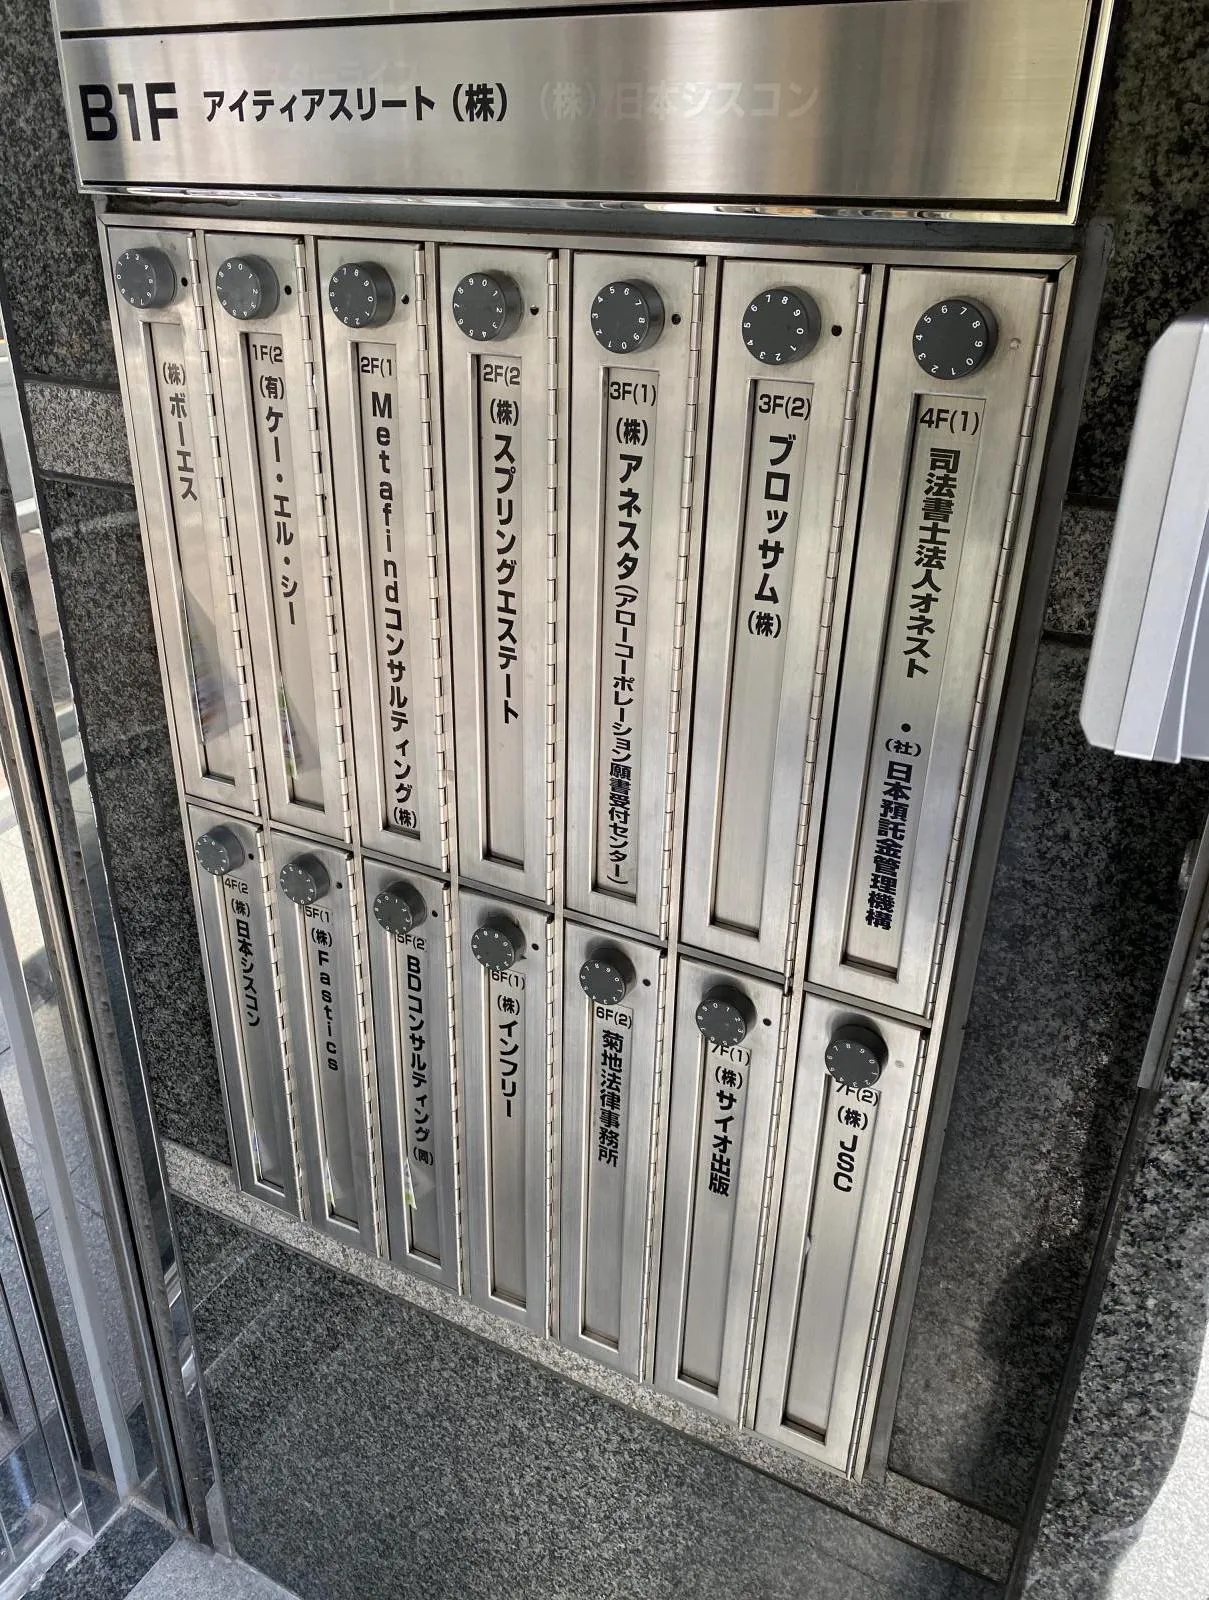 B1F アイティアスリート（株） （株）日本シスコン
スターライン
（株）ボーエス
1F(2
（有）ケー・エル・シー
2F(1
Metafindコンサルティング（株）
2F(2
（株）スプリングエステート
3F(1)
（株）アネスタ（アローコーポレーション願書受付センター）
3F(2)
ブロッサム（株）
4F(1)
司法書士法人オネスト ・（社）日本預託金管理機構
4F(2
（株）日本シスコン
5F(1
（株）Fastics
5F(2
BDコンサルティング（同）
6F(1)
（株）インフリー
6F(2)
菊地法律事務所
7F(1)
（株）サイオ出版
7F(2)
（株）JSC